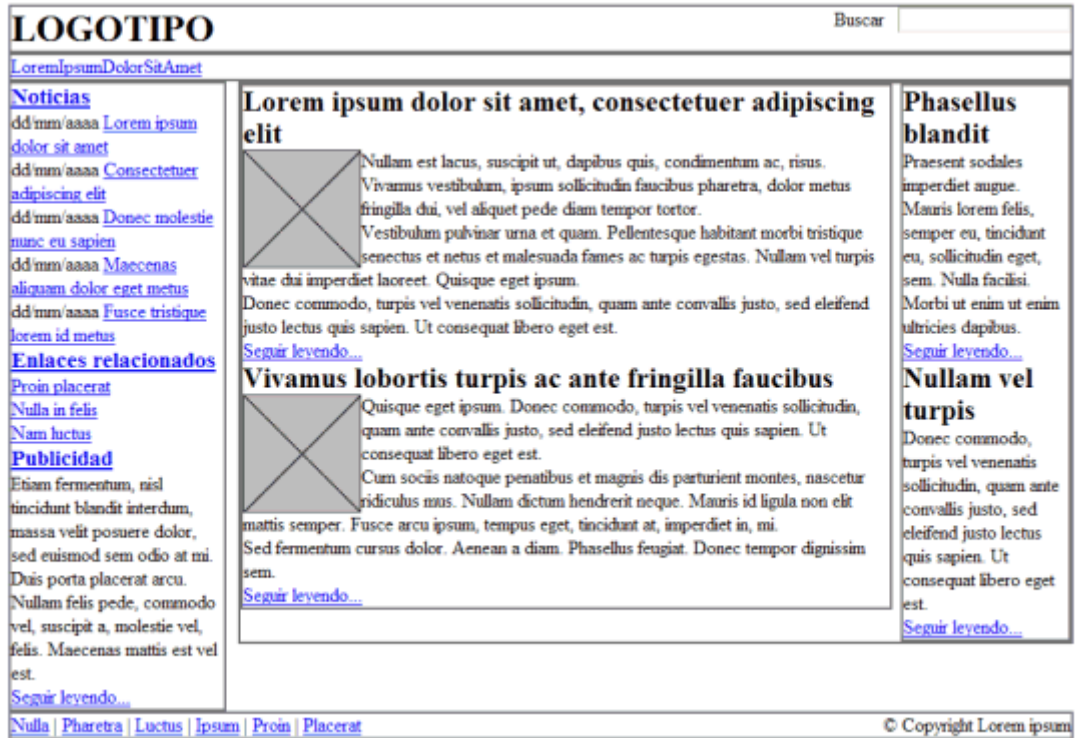 LOGOTIPO
Buscar
LoremIpsumDolorSitAmet
Noticias
dd/mm/aaaa Lorem ipsum
dolor sit amet
dd/mm/aaaa Consectetuer
adipiscing elit
dd/mm/aaaa Donec molestie
nunc eu sapien
dd/mm/aaaa Maecenas
aliquam dolor eget metus
dd/mm/aaaa Fusce tristique
lorem id metus
Enlaces relacionados
Proin placerat
Nulla in felis
Nam luctus
Publicidad
Etiam fermentum, nisl
tincidunt blandit interdum,
massa velit posuere dolor,
sed euismod sem odio at mi.
Duis porta placerat arcu.
Nullam felis pede, commodo
vel, suscipit a, molestie vel,
felis. Maecenas mattis est vel
est.
Seguir leyendo...
Lorem ipsum dolor sit amet, consectetuer adipiscing
elit
Nullam est lacus, suscipit ut, dapibus quis, condimentum ac, risus.
Vivamus vestibulum, ipsum sollicitudin faucibus pharetra, dolor metus
fringilla dui, vel aliquet pede diam tempor tortor.
Vestibulum pulvinar urna et quam. Pellentesque habitant morbi tristique
senectus et netus et malesuada fames ac turpis egestas. Nullam vel turpis
vitae dui imperdiet laoreet. Quisque eget ipsum.
Donec commodo, turpis vel venenatis sollicitudin, quam ante convallis justo, sed eleifend
justo lectus quis sapien. Ut consequat libero eget est.
Seguir leyendo...
Vivamus lobortis turpis ac ante fringilla faucibus
Quisque eget ipsum. Donec commodo, turpis vel venenatis sollicitudin,
quam ante convallis justo, sed eleifend justo lectus quis sapien. Ut
consequat libero eget est.
Cum sociis natoque penatibus et magnis dis parturient montes, nascetur
ridiculus mus. Nullam dictum hendrerit neque. Mauris id ligula non elit
mattis semper. Fusce arcu ipsum, tempus eget, tincidunt at, imperdiet in, mi.
Sed fermentum cursus dolor. Aenean a diam. Phasellus feugiat. Donec tempor dignissim
sem.
Seguir leyendo...
Phasellus
blandit
Praesent sodales
imperdiet augue.
Mauris lorem felis,
semper eu, tincidunt
eu, sollicitudin eget,
sem. Nulla facilisi.
Morbi ut enim ut enim
ultricies dapibus.
Seguir leyendo...
Nullam vel
turpis
Donec commodo,
turpis vel venenatis
sollicitudin, quam ante
convallis justo, sed
eleifend justo lectus
quis sapien. Ut
consequat libero eget
est.
Seguir leyendo...
Nulla | Pharetra | Luctus | Ipsum | Proin | Placerat
© Copyright Lorem ipsum